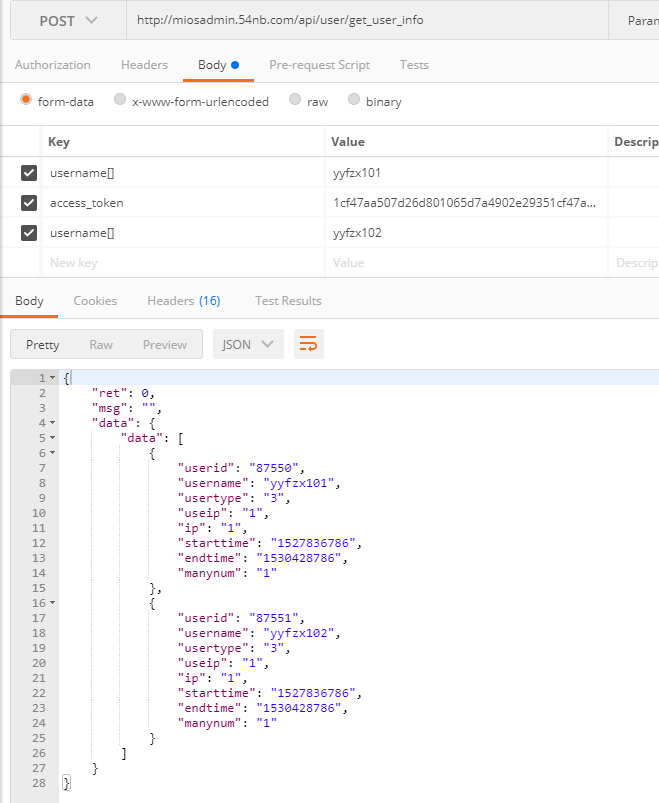 POST http://miosadmin.54nb.com/api/user/get_user_info Param
Authorization Headers Body Pre-request Script Tests
form-data x-www-form-urlencoded raw binary
Key Value Descrip
username[] yyfzx101
access_token 1cf47aa507d26d801065d7a4902e29351cf47a...
username[] yyfzx102
New key Value Descrip
Body Cookies Headers (16) Test Results
Pretty Raw Preview JSON
1 {
2 "ret": 0,
3 "msg": "",
4 "data": {
5 "data": [
6 {
7 "userid": "87550",
8 "username": "yyfzx101",
9 "usertype": "3",
10 "useip": "1",
11 "ip": "1",
12 "starttime": "1527836786",
13 "endtime": "1530428786",
14 "manynum": "1"
15 },
16 {
17 "userid": "87551",
18 "username": "yyfzx102",
19 "usertype": "3",
20 "useip": "1",
21 "ip": "1",
22 "starttime": "1527836786",
23 "endtime": "1530428786",
24 "manynum": "1"
25 }
26 ]
27 }
28 }